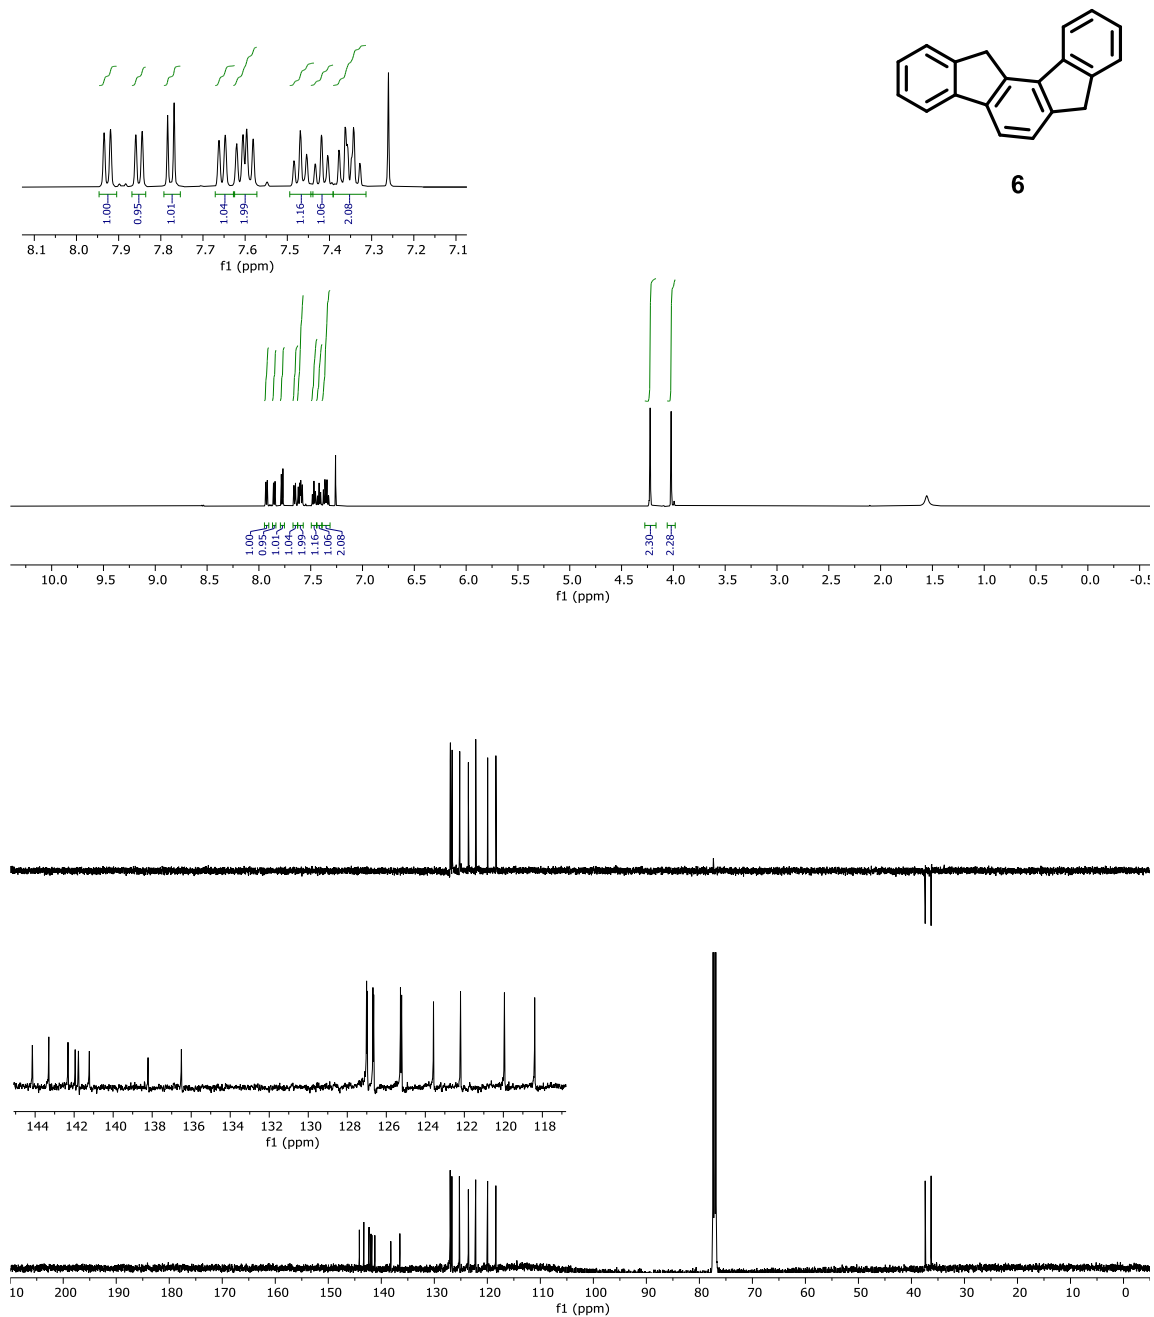 6
1.00 0.95 1.01 1.04 1.99 1.16 1.06 2.08
8.1 8.0 7.9 7.8 7.7 7.6 7.5 7.4 7.3 7.2 7.1
f1 (ppm)
1.00 0.95 1.01 1.04 1.99 1.16 1.06 2.08 2.30 2.28
10.0 9.5 9.0 8.5 8.0 7.5 7.0 6.5 6.0 5.5 5.0 4.5 4.0 3.5 3.0 2.5 2.0 1.5 1.0 0.5 0.0 -0.5
f1 (ppm)
144 142 140 138 136 134 132 130 128 126 124 122 120 118
f1 (ppm)
10 200 190 180 170 160 150 140 130 120 110 100 90 80 70 60 50 40 30 20 10 0
f1 (ppm)